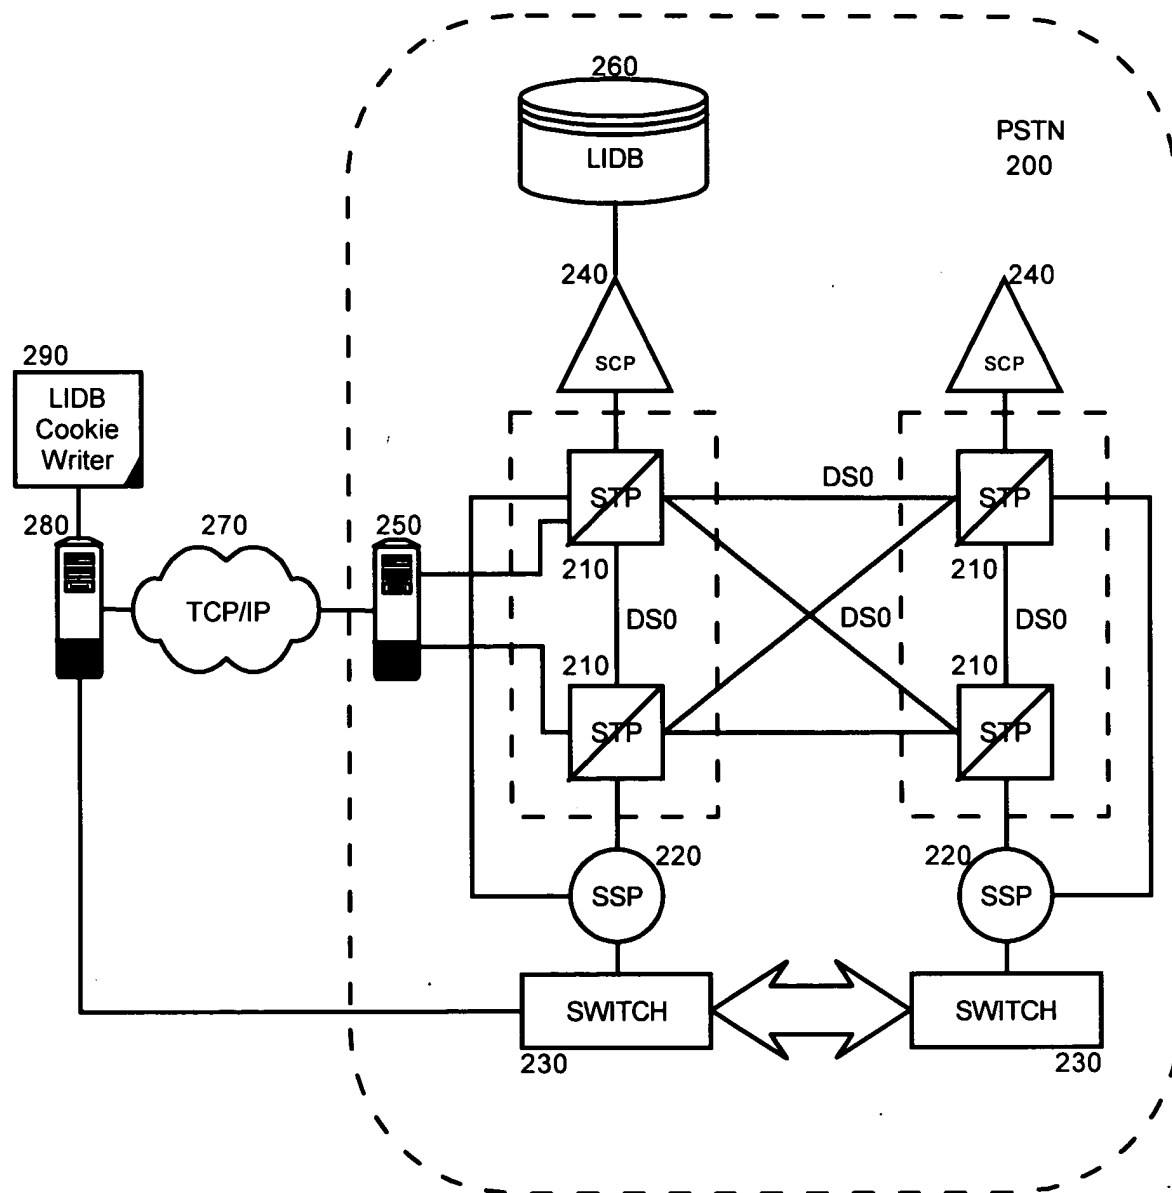 260
LIDB
PSTN
200
240
SCP
240
SCP
290
LIDB
Cookie
Writer
STP
DS0
STP
280
270
250
210
210
TCP/IP
DS0
DS0
DS0
210
210
STP
STP
220
SSP
220
SSP
SWITCH
SWITCH
230
230